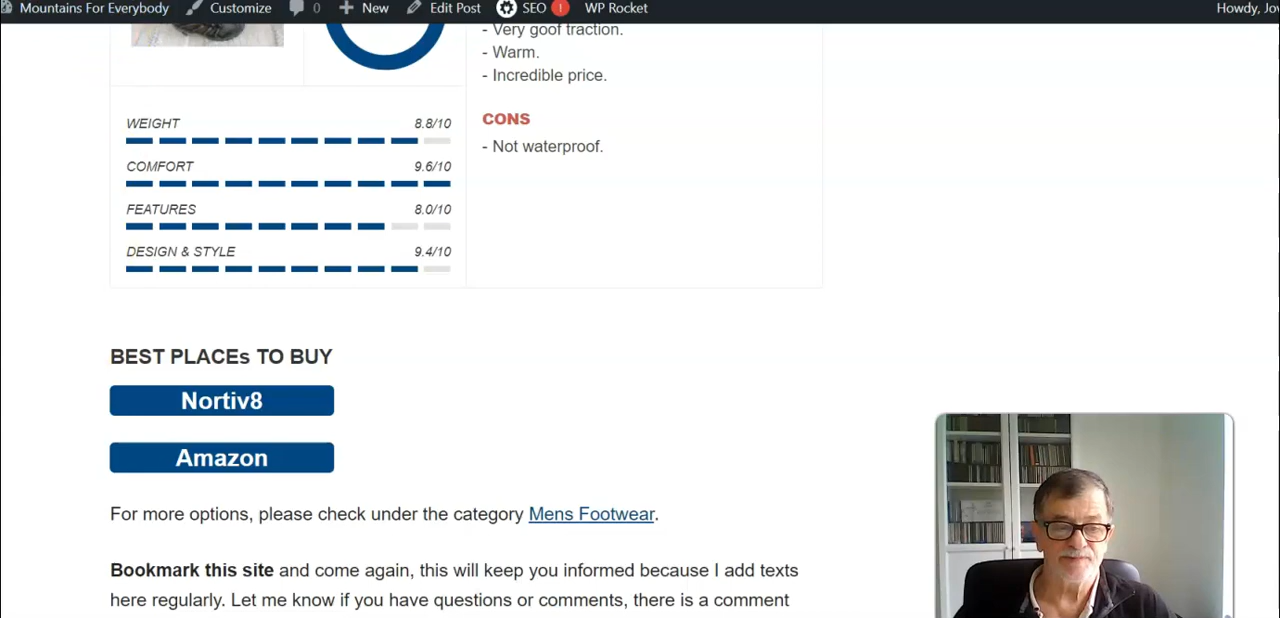 Mountains For Everybody Customize 0 New Edit Post SEO ! WP Rocket Howdy, Jov
- Very goof traction.
- Warm.
- Incredible price.
WEIGHT 8.8/10
COMFORT 9.6/10
FEATURES 8.0/10
DESIGN & STYLE 9.4/10
CONS
- Not waterproof.
BEST PLACEs TO BUY
Nortiv8
Amazon
For more options, please check under the category Mens Footwear.
Bookmark this site and come again, this will keep you informed because I add texts
here regularly. Let me know if you have questions or comments, there is a comment